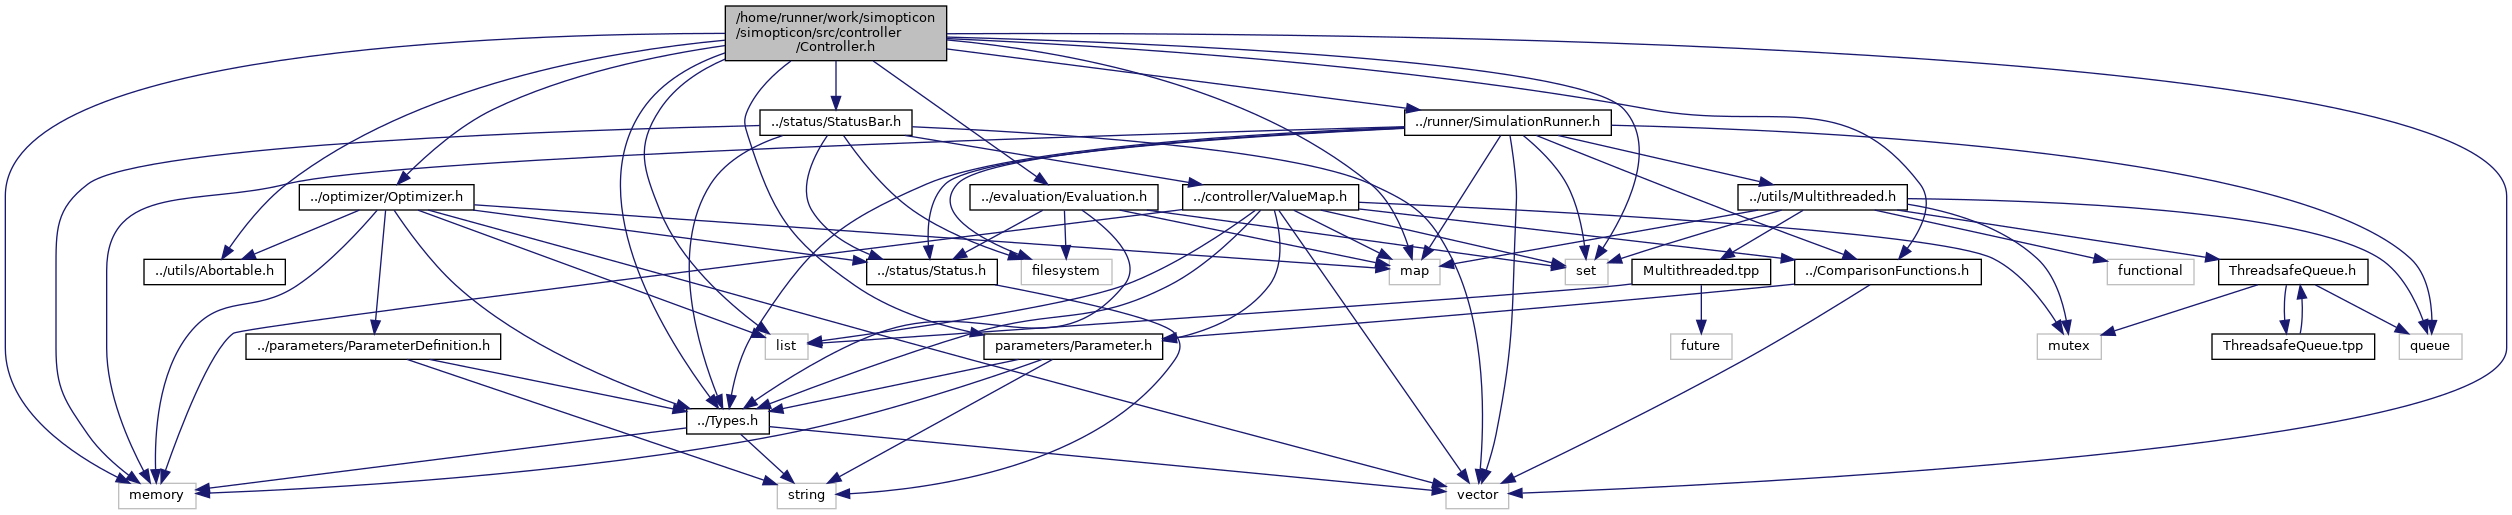 /home/runner/work/simopticon
/simopticon/src/controller
/Controller.h
../status/StatusBar.h
../runner/SimulationRunner.h
../optimizer/Optimizer.h
../evaluation/Evaluation.h
../controller/ValueMap.h
../utils/Multithreaded.h
../utils/Abortable.h
../status/Status.h
filesystem
map
set
Multithreaded.tpp
../ComparisonFunctions.h
functional
ThreadsafeQueue.h
../parameters/ParameterDefinition.h
list
parameters/Parameter.h
future
mutex
ThreadsafeQueue.tpp
queue
../Types.h
memory
string
vector